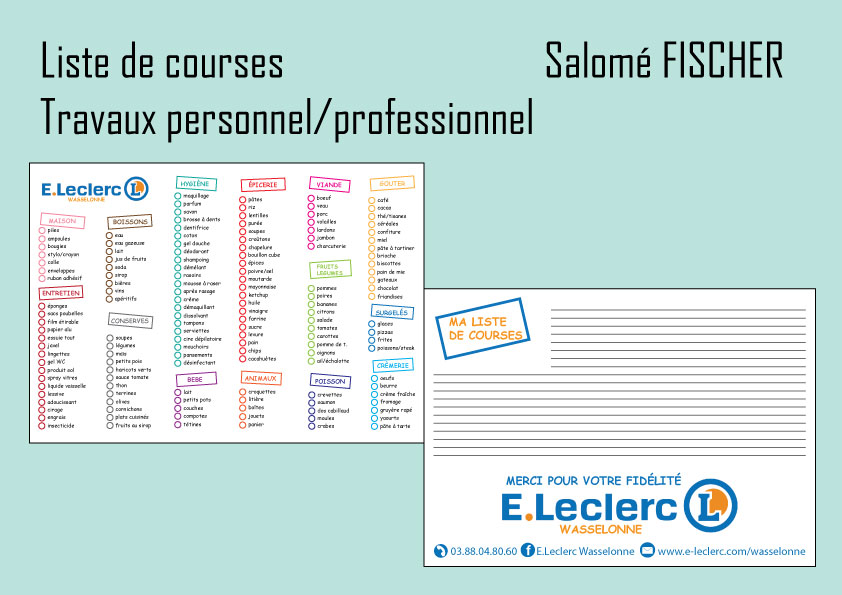 Liste de courses
Salomé FISCHER
Travaux personnel/professionnel
E.Leclerc L
WASSELONNE
MAISON
piles
ampoules
bougies
stylo/crayon
colle
enveloppes
ruban adhésif
ENTRETIEN
éponges
sacs poubelles
film étirable
papier alu
essuie tout
javel
lingettes
gel WC
produit sol
spray vitres
liquide vaisselle
lessive
adoucissant
cirage
engrais
insecticide
BOISSONS
eau
eau gazeuse
lait
jus de fruits
soda
sirop
bières
vins
apéritifs
CONSERVES
soupes
légumes
maïs
petits pois
haricots verts
sauce tomate
thon
terrines
olives
cornichons
plats cuisinés
fruits au sirop
HYGIÈNE
maquillage
parfum
savon
brosse à dents
dentifrice
coton
gel douche
déodorant
shampoing
démêlant
rasoirs
mousse à raser
après rasage
crème
démaquillant
dissolvant
tampons
serviettes
cire dépilatoire
mouchoirs
pansements
désinfectant
BEBE
lait
petits pots
couches
compotes
tétines
ÉPICERIE
pâtes
riz
lentilles
purée
soupes
croûtons
chapelure
bouillon cube
épices
poivre/sel
moutarde
mayonnaise
ketchup
huile
vinaigre
farine
sucre
levure
pain
chips
cacahuètes
ANIMAUX
croquettes
litière
boîtes
jouets
panier
VIANDE
boeuf
veau
porc
volailles
lardons
jambon
charcuterie
FRUITS
LEGUMES
pommes
poires
bananes
citrons
salade
tomates
carottes
pomme de t.
oignons
ail/échalotte
POISSON
crevettes
saumon
dos cabillaud
moules
crabes
GOUTER
café
cacao
thé/tisanes
céréales
confiture
miel
pâte à tartiner
brioche
biscottes
pain de mie
gateaux
chocolat
friandises
SURGELÉS
glaces
pizzas
frites
poissons/steak
CRÈMERIE
oeufs
beurre
crème fraîche
fromage
gruyère rapé
yaourts
pâte à tarte
MA LISTE
DE COURSES
MERCI POUR VOTRE FIDÉLITÉ
E.Leclerc L
WASSELONNE
03.88.04.80.60 f E.Leclerc Wasselonne www.e-leclerc.com/wasselonne